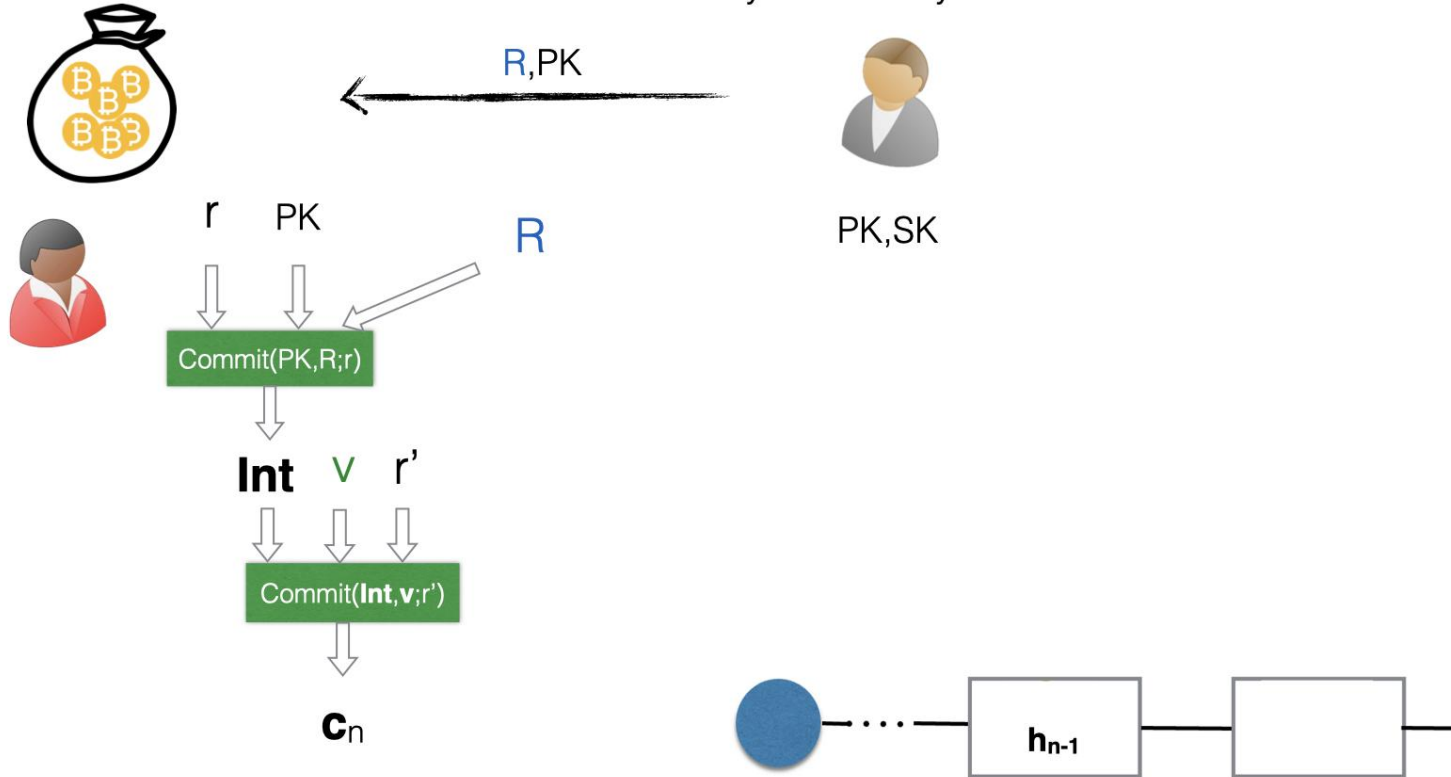 R,PK
r PK R
PK,SK
Commit(PK,R;r)
Int v r'
Commit(Int,v;r')
cn
hn-1